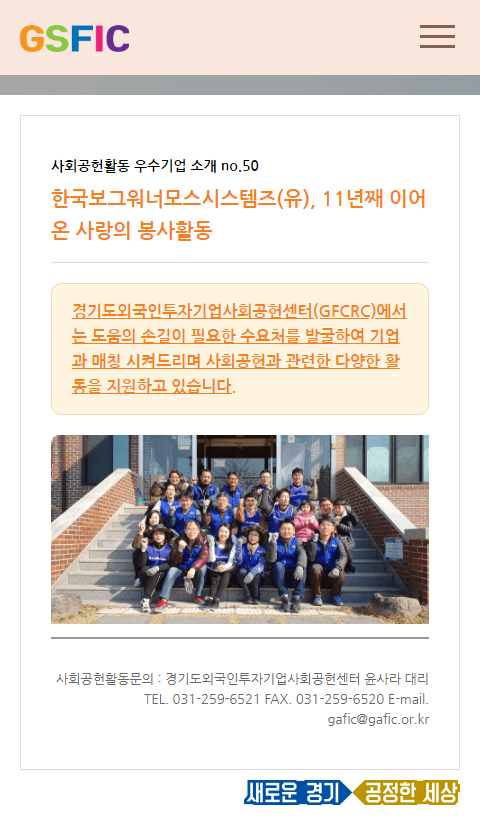 GSFIC
사회공헌활동 우수기업 소개 no.50
한국보그워너모스시스템즈(유), 11년째 이어
온 사랑의 봉사활동
경기도외국인투자기업사회공헌센터(GFCRC)에서
는 도움의 손길이 필요한 수요처를 발굴하여 기업
과 매칭 시켜드리며 사회공헌과 관련한 다양한 활
동을 지원하고 있습니다.
사회공헌활동문의 : 경기도외국인투자기업사회공헌센터 윤사라 대리
TEL. 031-259-6521 FAX. 031-259-6520 E-mail.
gafic@gafic.or.kr
새로운 경기 공정한 세상